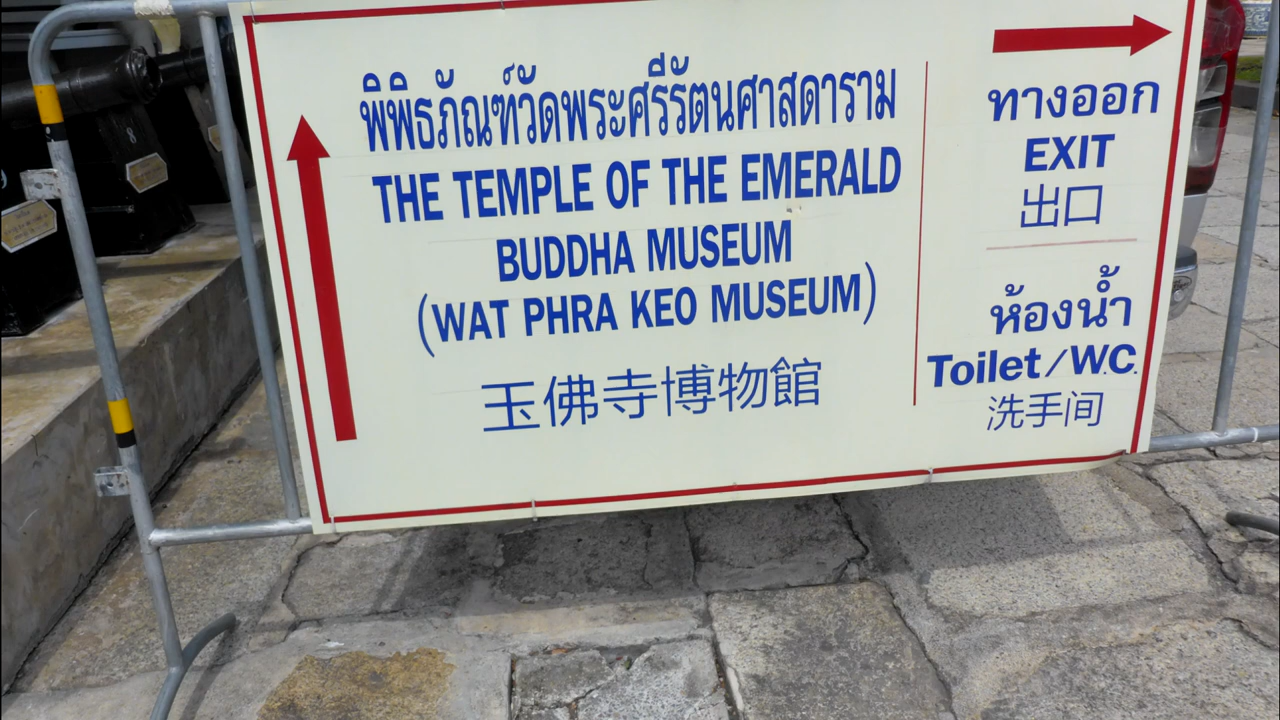 พิพิธภัณฑ์วัดพระศรีรัตนศาสดาราม
THE TEMPLE OF THE EMERALD
BUDDHA MUSEUM
(WAT PHRA KEO MUSEUM)
玉佛寺博物館
ทางออก
EXIT
出口
ห้องน้ำ
Toilet/W.C.
洗手间